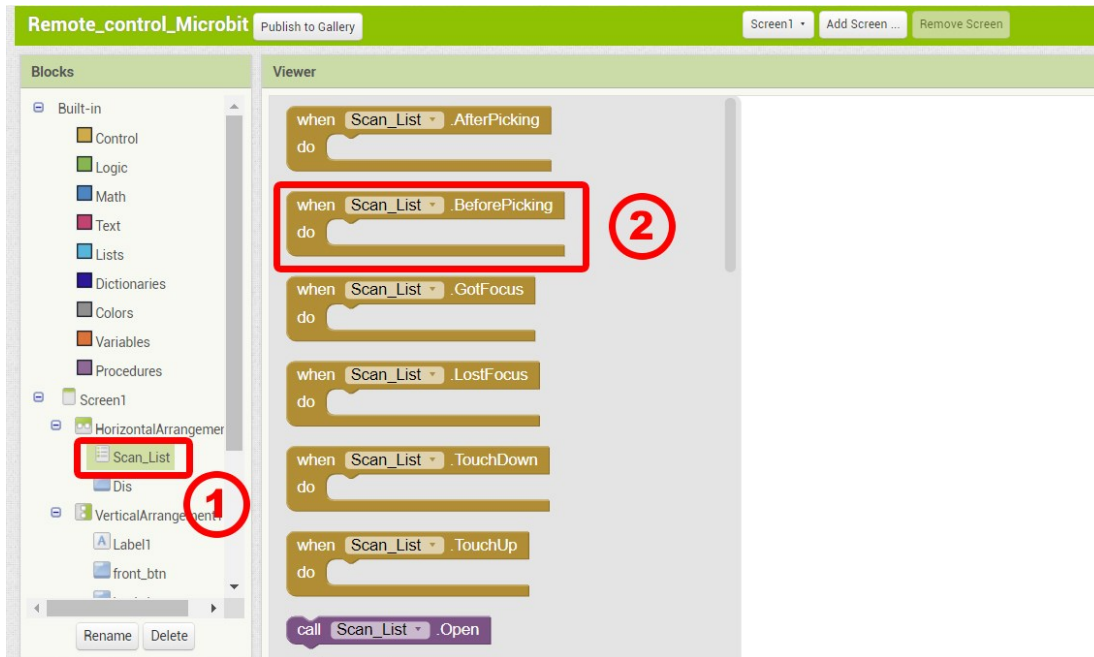 Remote_control_Microbit Publish to Gallery Screen1 Add Screen ... Remove Screen
Blocks
Built-in
Control
Logic
Math
Text
Lists
Dictionaries
Colors
Variables
Procedures
Screen1
HorizontalArrangemer
Scan_List
Dis
1
VerticalArrangement1
Label1
front_btn
Rename Delete
Viewer
when Scan_List .AfterPicking
do
when Scan_List .BeforePicking
do
2
when Scan_List .GotFocus
do
when Scan_List .LostFocus
do
when Scan_List .TouchDown
do
when Scan_List .TouchUp
do
call Scan_List .Open